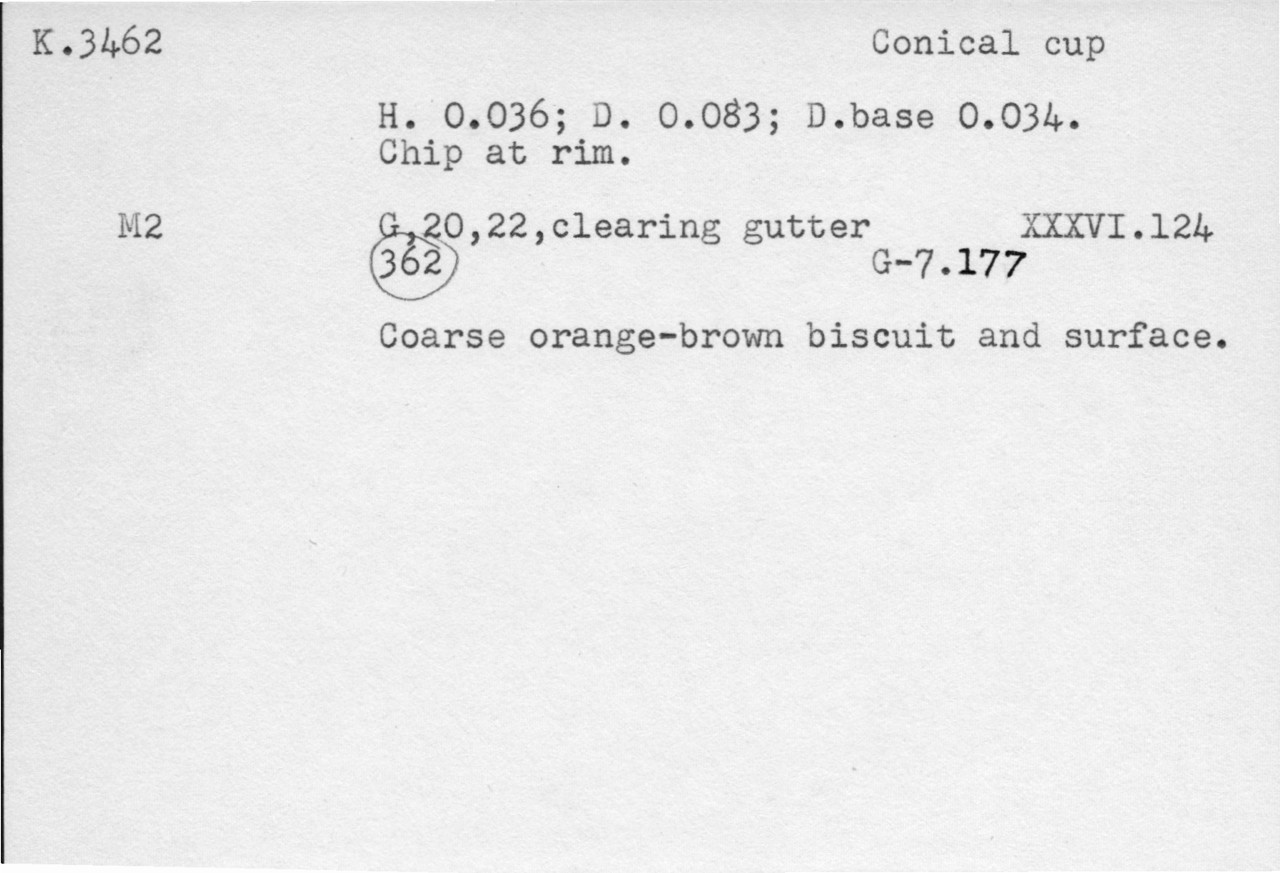 K.3462 Conical cup
H. 0.036; D. 0.083; D.base 0.034.
Chip at rim.
M2 G,20,22,clearing gutter XXXVI.124
362 G-7.177
Coarse orange-brown biscuit and surface.